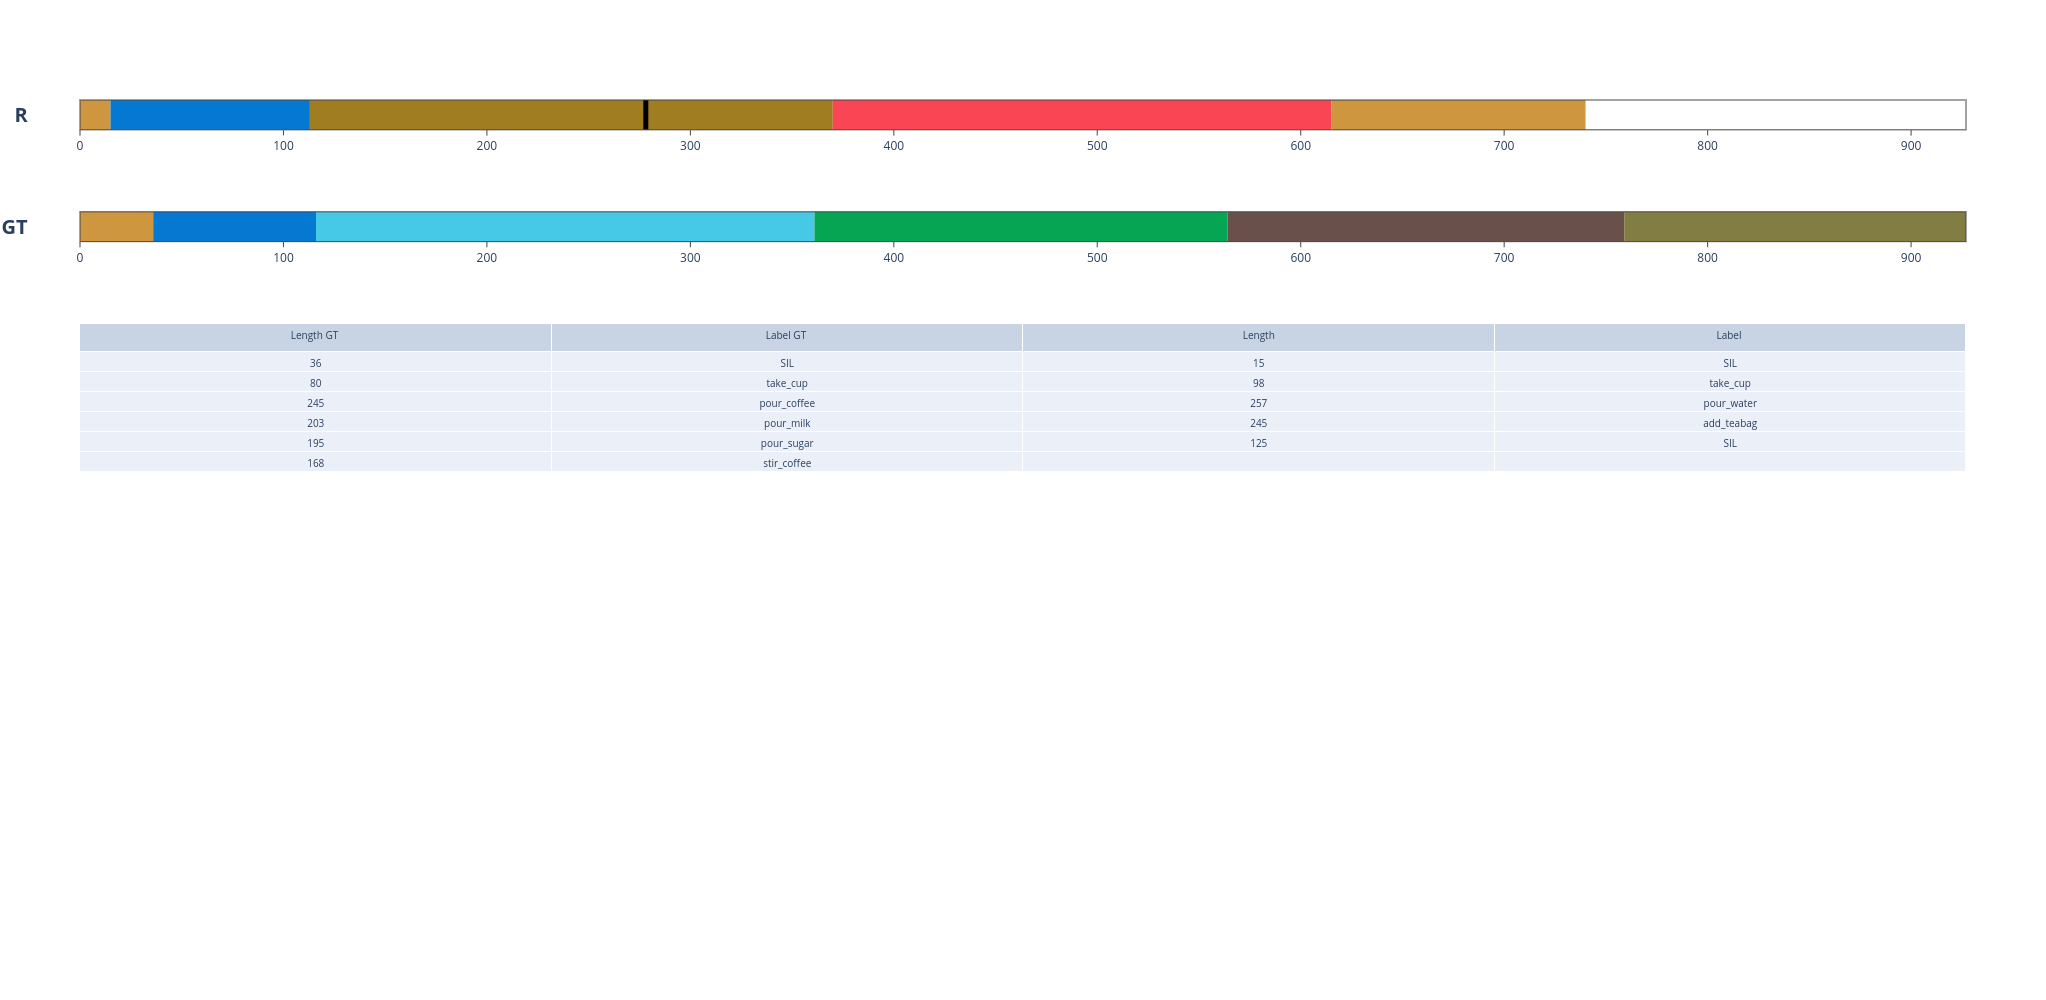 R
0 100 200 300 400 500 600 700 800 900
GT
0 100 200 300 400 500 600 700 800 900
Length GT Label GT Length Label
36 SIL 15 SIL
80 take_cup 98 take_cup
245 pour_coffee 257 pour_water
203 pour_milk 245 add_teabag
195 pour_sugar 125 SIL
168 stir_coffee